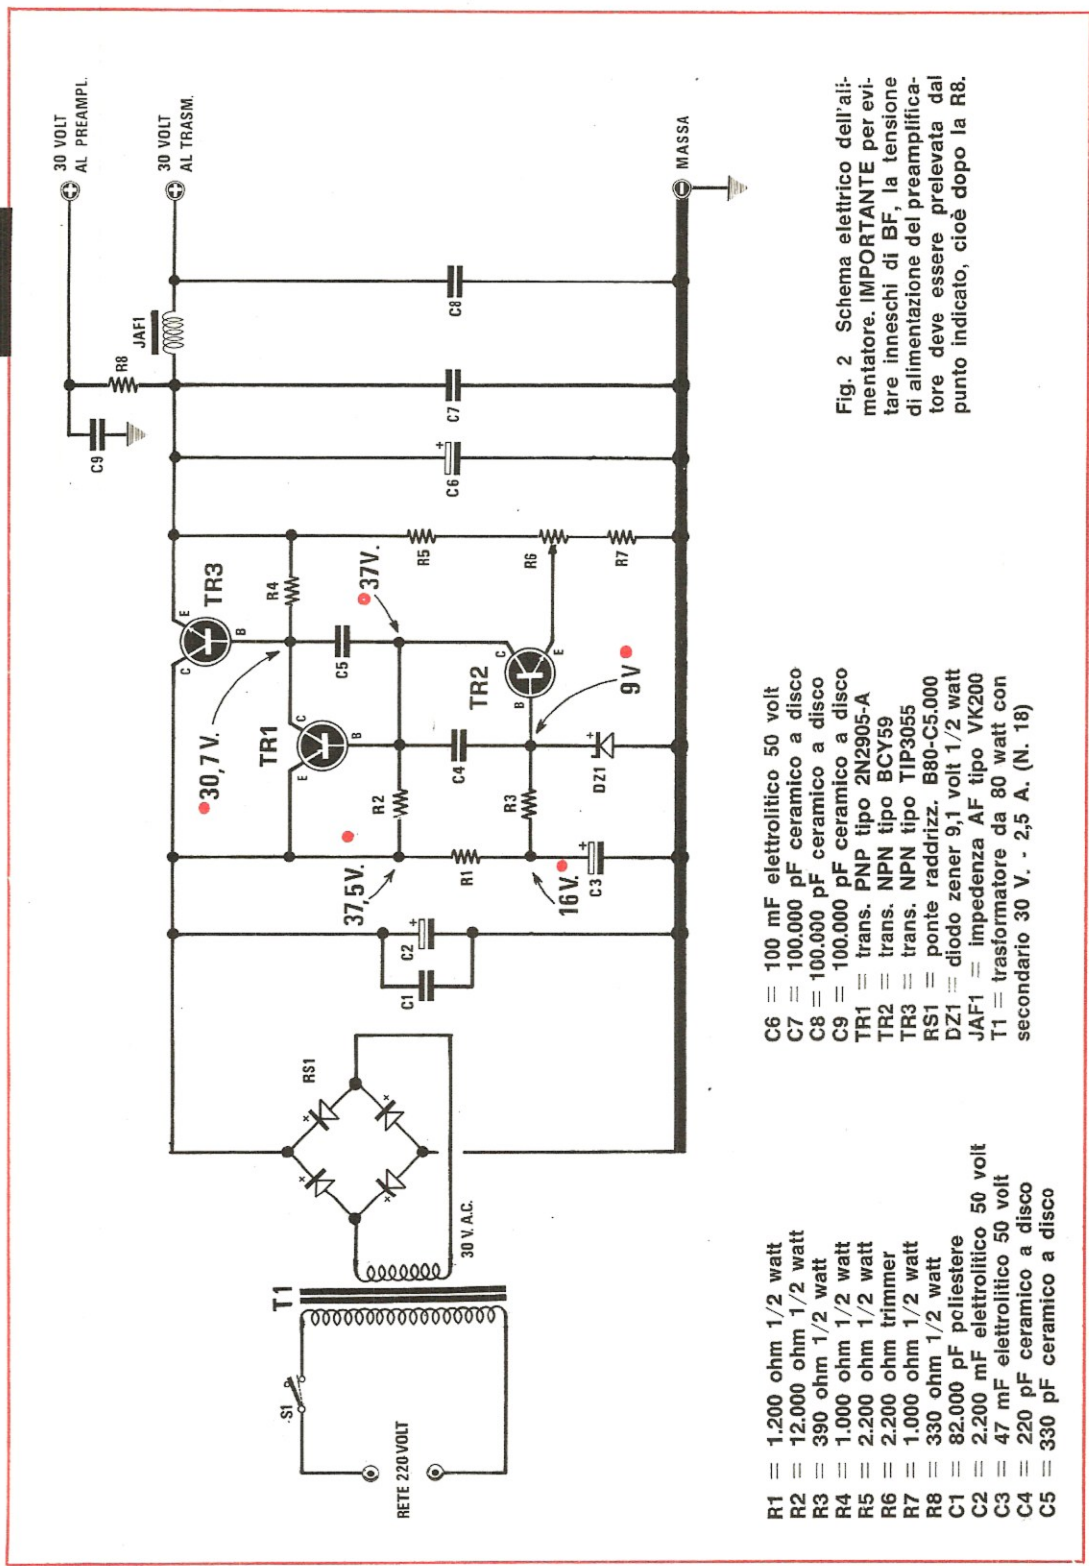 RETE 220 VOLT
S1
T1
30 V. A.C.
RS1
C1
C2
+
37,5V.
30,7 V.
16V.
R1
C3
+
R2
R3
E
C
B
TR1
C4
DZ1
+
C
E
B
TR3
R4
C5
37V.
C
B
E
TR2
9V
R5
R6
R7
C6
+
C7
C8
C9
R8
JAF1
30 VOLT
AL PREAMPL.
30 VOLT
AL TRASM.
MASSA
R1 = 1.200 ohm 1/2 watt
R2 = 12.000 ohm 1/2 watt
R3 = 390 ohm 1/2 watt
R4 = 1.000 ohm 1/2 watt
R5 = 2.200 ohm 1/2 watt
R6 = 2.200 ohm trimmer
R7 = 1.000 ohm 1/2 watt
R8 = 330 ohm 1/2 watt
C1 = 82.000 pF poliestere
C2 = 2.200 mF elettrolitico 50 volt
C3 = 47 mF elettrolitico 50 volt
C4 = 220 pF ceramico a disco
C5 = 330 pF ceramico a disco
C6 = 100 mF elettrolitico 50 volt
C7 = 100.000 pF ceramico a disco
C8 = 100.000 pF ceramico a disco
C9 = 100.000 pF ceramico a disco
TR1 = trans. PNP tipo 2N2905-A
TR2 = trans. NPN tipo BCY59
TR3 = trans. NPN tipo TIP3055
RS1 = ponte raddrizz. B80-C5.000
DZ1 = diodo zener 9,1 volt 1/2 watt
JAF1 = impedenza AF tipo VK200
T1 = trasformatore da 80 watt con
secondario 30 V. - 2,5 A. (N. 18)
Fig. 2 Schema elettrico dell'ali-
mentatore. IMPORTANTE per evi-
tare inneschi di BF, la tensione
di alimentazione del preamplifica-
tore deve essere prelevata dal
punto indicato, cioè dopo la R8.